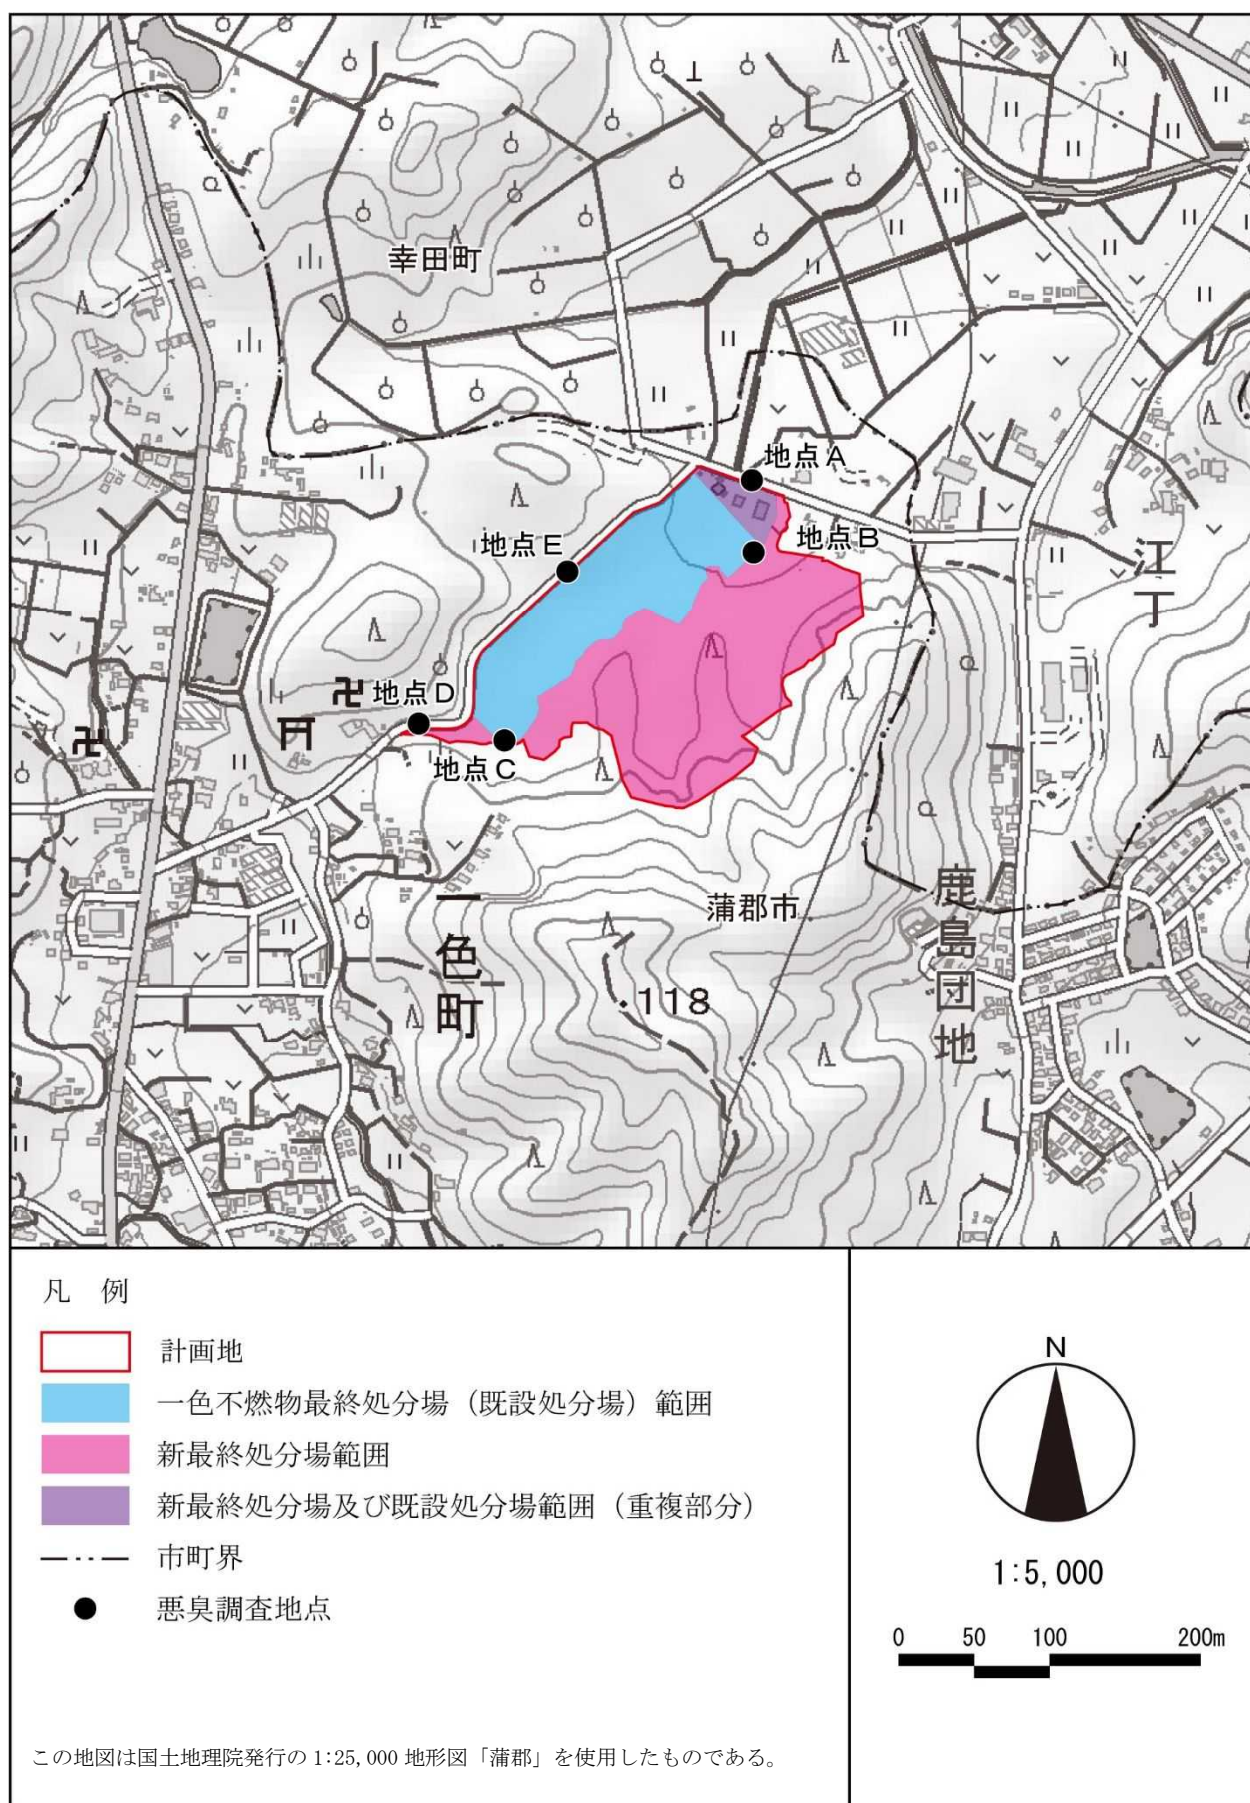 幸田町
地点A
地点B
地点E
江丁
地点D
地点C
蒲郡市
鹿島団地
一色町
118
凡 例
計画地
一色不燃物最終処分場（既設処分場）範囲
新最終処分場範囲
新最終処分場及び既設処分場範囲（重複部分）
市町界
悪臭調査地点
N
1:5,000
0 50 100 200m
この地図は国土地理院発行の 1:25,000 地形図「蒲郡」を使用したものである。